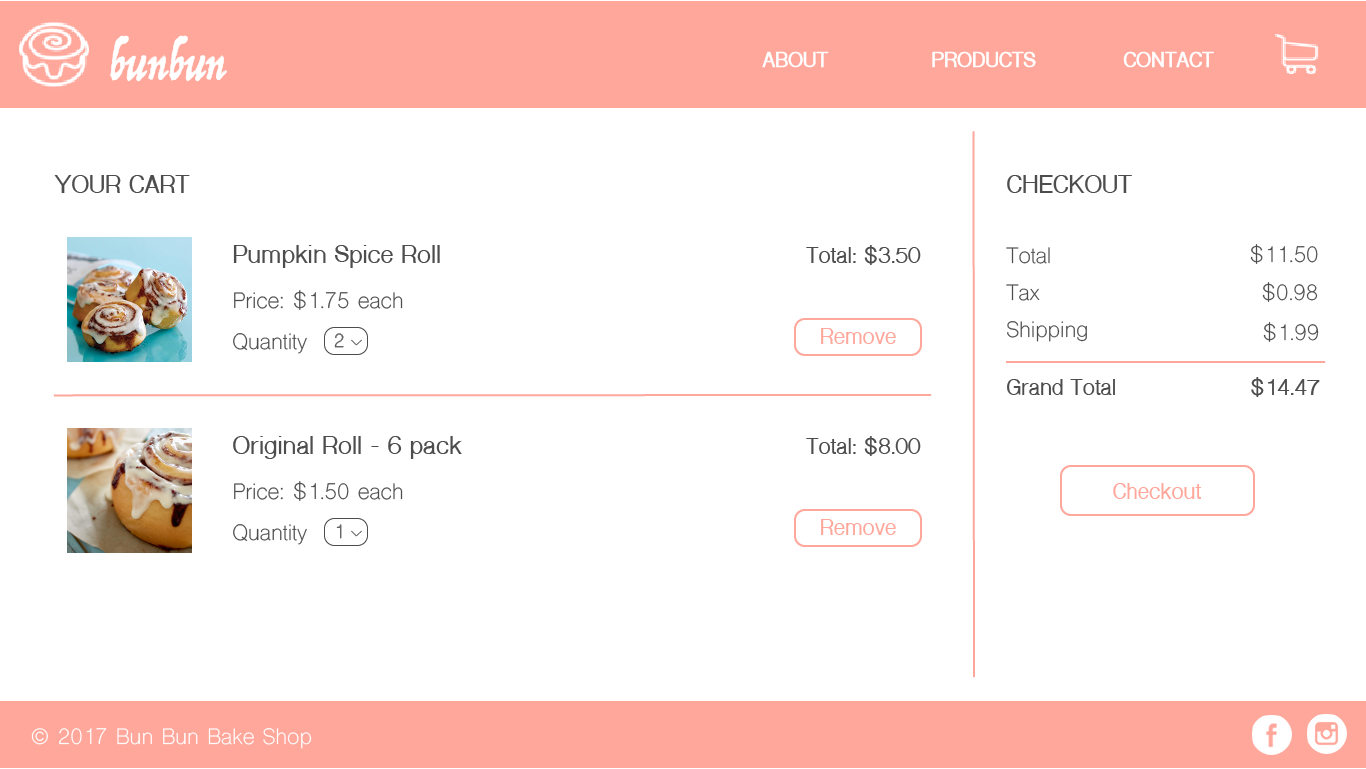 bunbun
ABOUT PRODUCTS CONTACT
YOUR CART
Pumpkin Spice Roll
Total: $3.50
Price: $1.75 each
Quantity 2
Remove
Original Roll - 6 pack
Total: $8.00
Price: $1.50 each
Quantity 1
Remove
CHECKOUT
Total $11.50
Tax $0.98
Shipping $1.99
Grand Total $14.47
Checkout
© 2017 Bun Bun Bake Shop